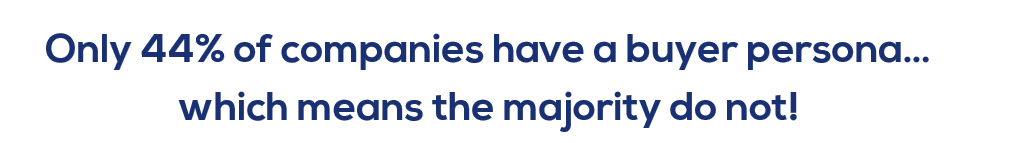 Only 44% of companies have a buyer persona...
which means the majority do not!